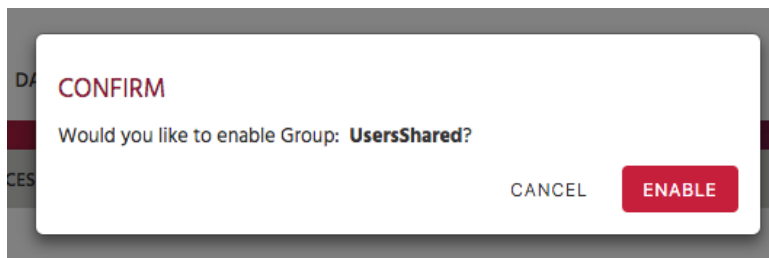 DA
CONFIRM
Would you like to enable Group: UsersShared?
CES
CANCEL ENABLE